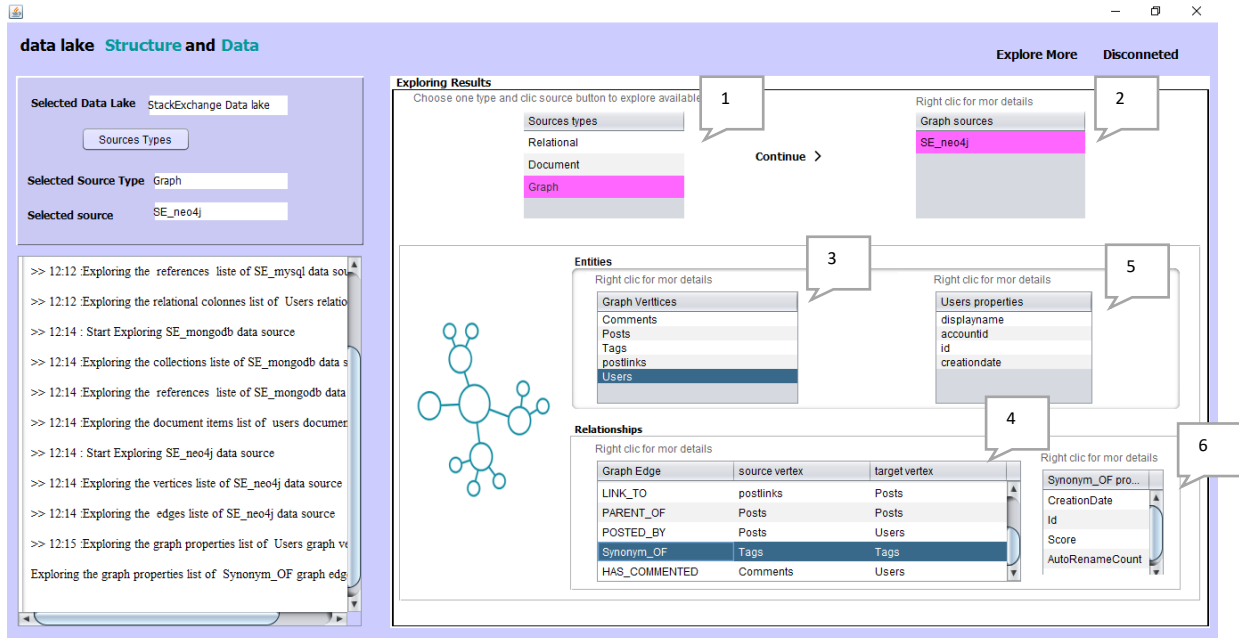 data lake Structure and Data
Explore More Disconneted
Selected Data Lake StackExchange Data lake
Sources Types
Selected Source Type Graph
Selected source SE_neo4j
>> 12:12 :Exploring the references liste of SE_mysql data sou
>> 12:12 :Exploring the relational colonnes list of Users relatio
>> 12:14 : Start Exploring SE_mongodb data source
>> 12:14 :Exploring the collections liste of SE_mongodb data s
>> 12:14 :Exploring the references liste of SE_mongodb data
>> 12:14 :Exploring the document items list of users documen
>> 12:14 : Start Exploring SE_neo4j data source
>> 12:14 :Exploring the vertices liste of SE_neo4j data source
>> 12:14 :Exploring the edges liste of SE_neo4j data source
>> 12:15 :Exploring the graph properties list of Users graph ve
Exploring the graph properties list of Synonym_OF graph edg
Exploring Results
Choose one type and clic source button to explore available
1
Sources types
Relational
Document
Graph
Continue >
Right clic for mor details
2
Graph sources
SE_neo4j
Entities
3
Right clic for mor details
Graph Verttices
Comments
Posts
Tags
postlinks
Users
Right clic for mor details
5
Users properties
displayname
accountid
id
creationdate
Relationships
4
Right clic for mor details
Graph Edge source vertex target vertex
LINK_TO postlinks Posts
PARENT_OF Posts Posts
POSTED_BY Posts Users
Synonym_OF Tags Tags
HAS_COMMENTED Comments Users
6
Right clic for mor details
Synonym_OF pro...
CreationDate
Id
Score
AutoRenameCount